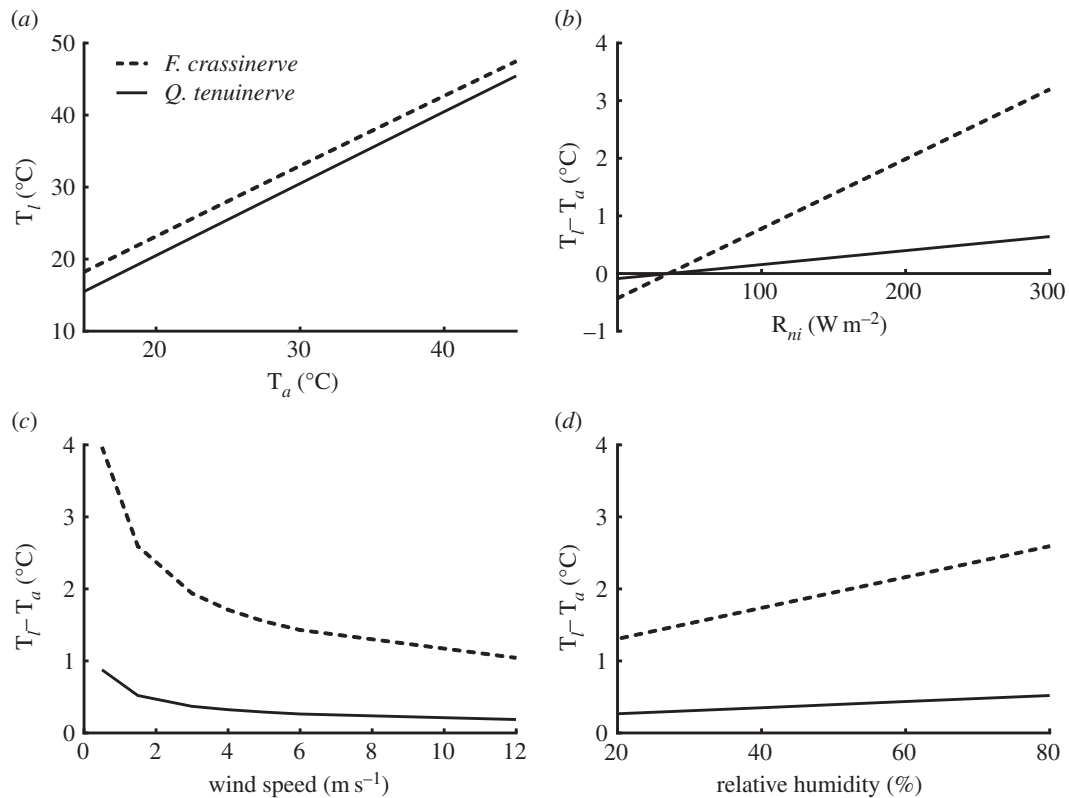 (a)
50
40
30
20
10
T_l (°C)
F. crassinerve
Q. tenuinerve
20 30 40
T_a (°C)
(b)
4
3
2
1
0
–1
T_l – T_a (°C)
100 200 300
R_ni (W m⁻²)
(c)
4
3
2
1
0
T_l – T_a (°C)
0 2 4 6 8 10 12
wind speed (m s⁻¹)
(d)
4
3
2
1
0
T_l – T_a (°C)
20 40 60 80
relative humidity (%)